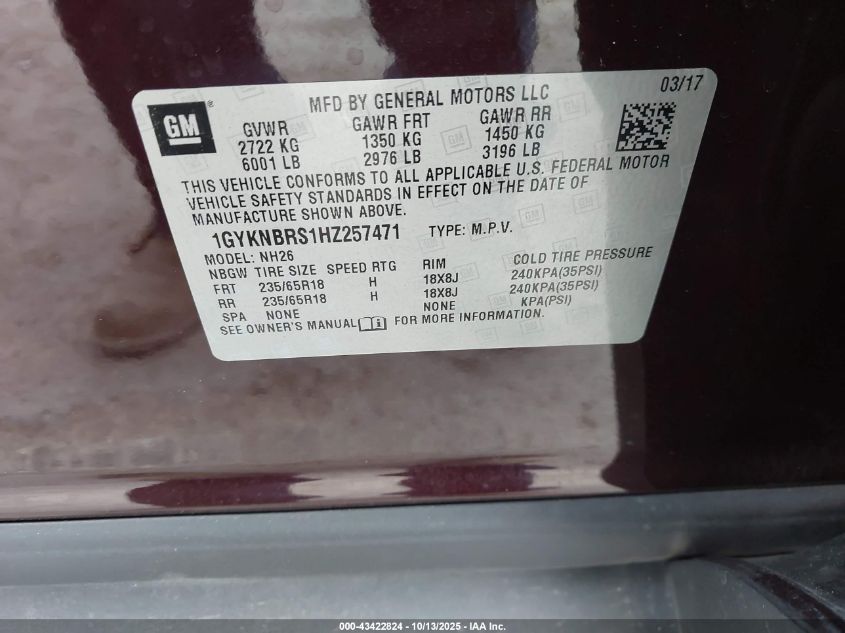 GM®
MFD BY GENERAL MOTORS LLC 03/17
GVWR GAWR FRT GAWR RR
2722 KG 1350 KG 1450 KG
6001 LB 2976 LB 3196 LB
THIS VEHICLE CONFORMS TO ALL APPLICABLE U.S. FEDERAL MOTOR
VEHICLE SAFETY STANDARDS IN EFFECT ON THE DATE OF
MANUFACTURE SHOWN ABOVE.
1GYKNBRS1HZ257471 TYPE: M.P.V.
MODEL: NH26
NBGW TIRE SIZE SPEED RTG RIM COLD TIRE PRESSURE
FRT 235/65R18 H 18X8J 240KPA(35PSI)
RR 235/65R18 H 18X8J 240KPA(35PSI)
SPA NONE NONE KPA(PSI)
SEE OWNER'S MANUAL FOR MORE INFORMATION.
000-43422824 - 10/13/2025 - IAA Inc.